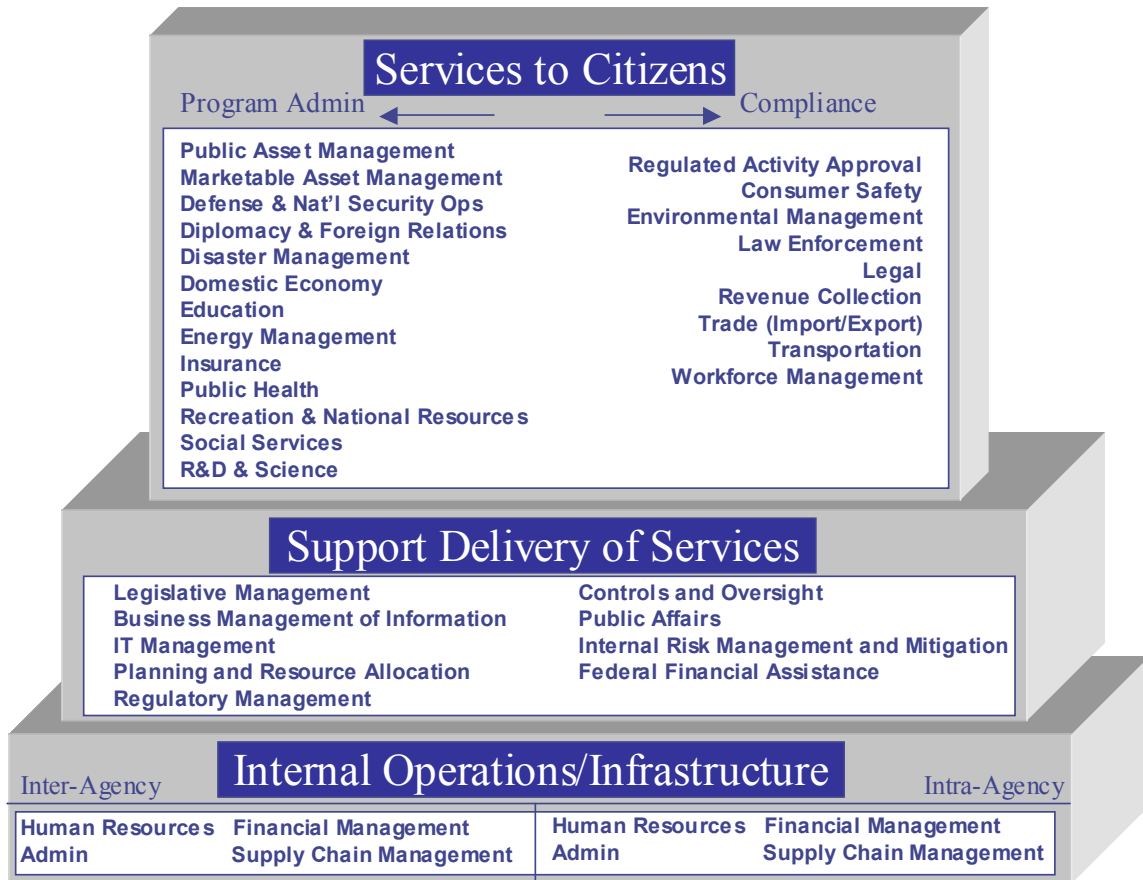 Services to Citizens
Program Admin
Compliance
Public Asset Management
Marketable Asset Management
Defense & Nat'l Security Ops
Diplomacy & Foreign Relations
Disaster Management
Domestic Economy
Education
Energy Management
Insurance
Public Health
Recreation & National Resources
Social Services
R&D & Science
Regulated Activity Approval
Consumer Safety
Environmental Management
Law Enforcement
Legal
Revenue Collection
Trade (Import/Export)
Transportation
Workforce Management
Support Delivery of Services
Legislative Management
Business Management of Information
IT Management
Planning and Resource Allocation
Regulatory Management
Controls and Oversight
Public Affairs
Internal Risk Management and Mitigation
Federal Financial Assistance
Internal Operations/Infrastructure
Inter-Agency
Intra-Agency
Human Resources Financial Management
Admin Supply Chain Management
Human Resources Financial Management
Admin Supply Chain Management